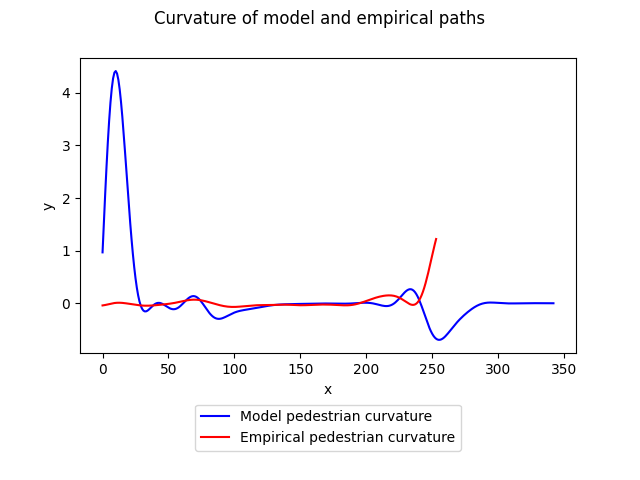 Curvature of model and empirical paths
4
3
2
1
0
y
0 50 100 150 200 250 300 350
x
Model pedestrian curvature
Empirical pedestrian curvature